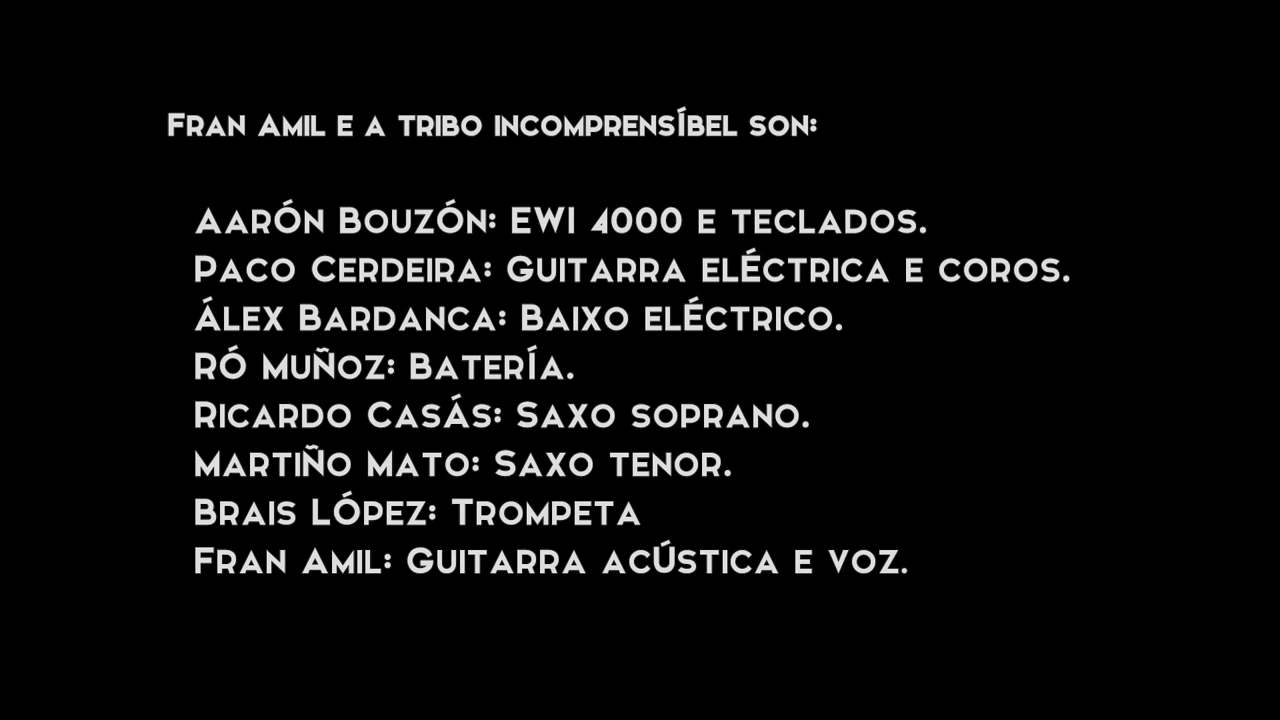 Fran Amil e a tribo incomprensíbel son:
Aarón Bouzón: EWI 4000 e teclados.
Paco Cerdeira: Guitarra eléctrica e coros.
Álex Bardanca: Baixo eléctrico.
Ró Muñoz: Batería.
Ricardo Casás: Saxo soprano.
Martiño Mato: Saxo tenor.
Brais López: Trompeta
Fran Amil: Guitarra acústica e voz.